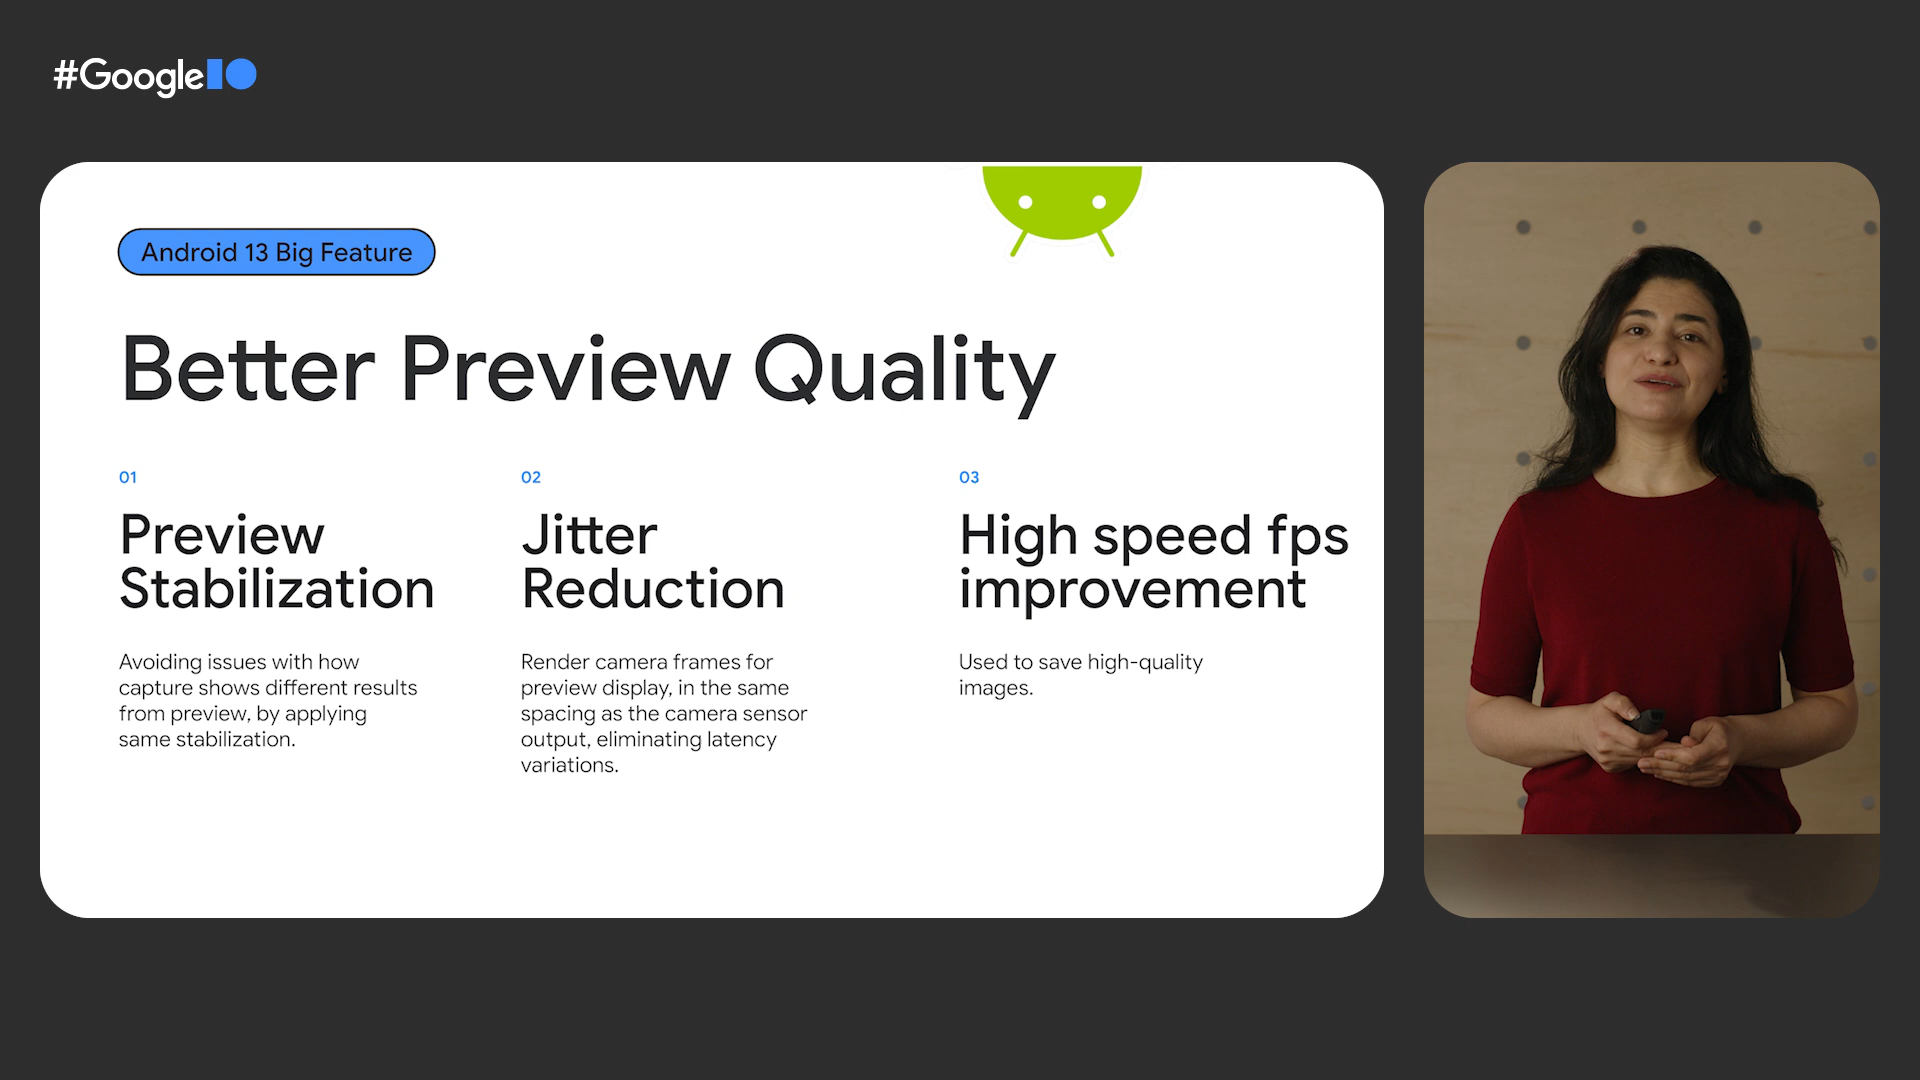 #GoogleIO
Android 13 Big Feature
Better Preview Quality
01
Preview
Stabilization
Avoiding issues with how
capture shows different results
from preview, by applying
same stabilization.
02
Jitter
Reduction
Render camera frames for
preview display, in the same
spacing as the camera sensor
output, eliminating latency
variations.
03
High speed fps
improvement
Used to save high-quality
images.